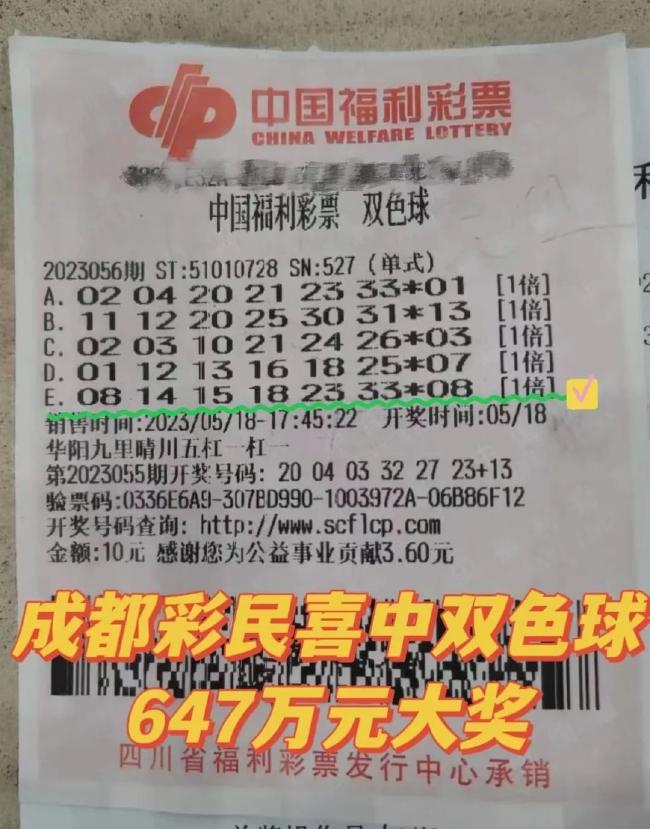 中国福利彩票
CHINA WELFARE LOTTERY
中国福利彩票 双色球
2023056期 ST:51010728 SN:527 (单式)
A. 02 04 20 21 23 33*01 [1倍]
B. 11 12 20 25 30 31*13 [1倍]
C. 02 03 10 21 24 26*03 [1倍]
D. 01 12 13 16 18 25*07 [1倍]
E. 08 14 15 18 23 33*08 [1倍]
销售时间:2023/05/18-17:45:22 开奖时间:05/18
华阳九里晴川五杠一杠一
第2023055期开奖号码: 20 04 03 32 27 23+13
验票码:0336E6A9-307BD990-1003972A-06B86F12
开奖号码查询: http://www.scflcp.com
金额:10元 感谢您为公益事业贡献3.60元
成都彩民喜中双色球
647万元大奖
四川省福利彩票发行中心承销